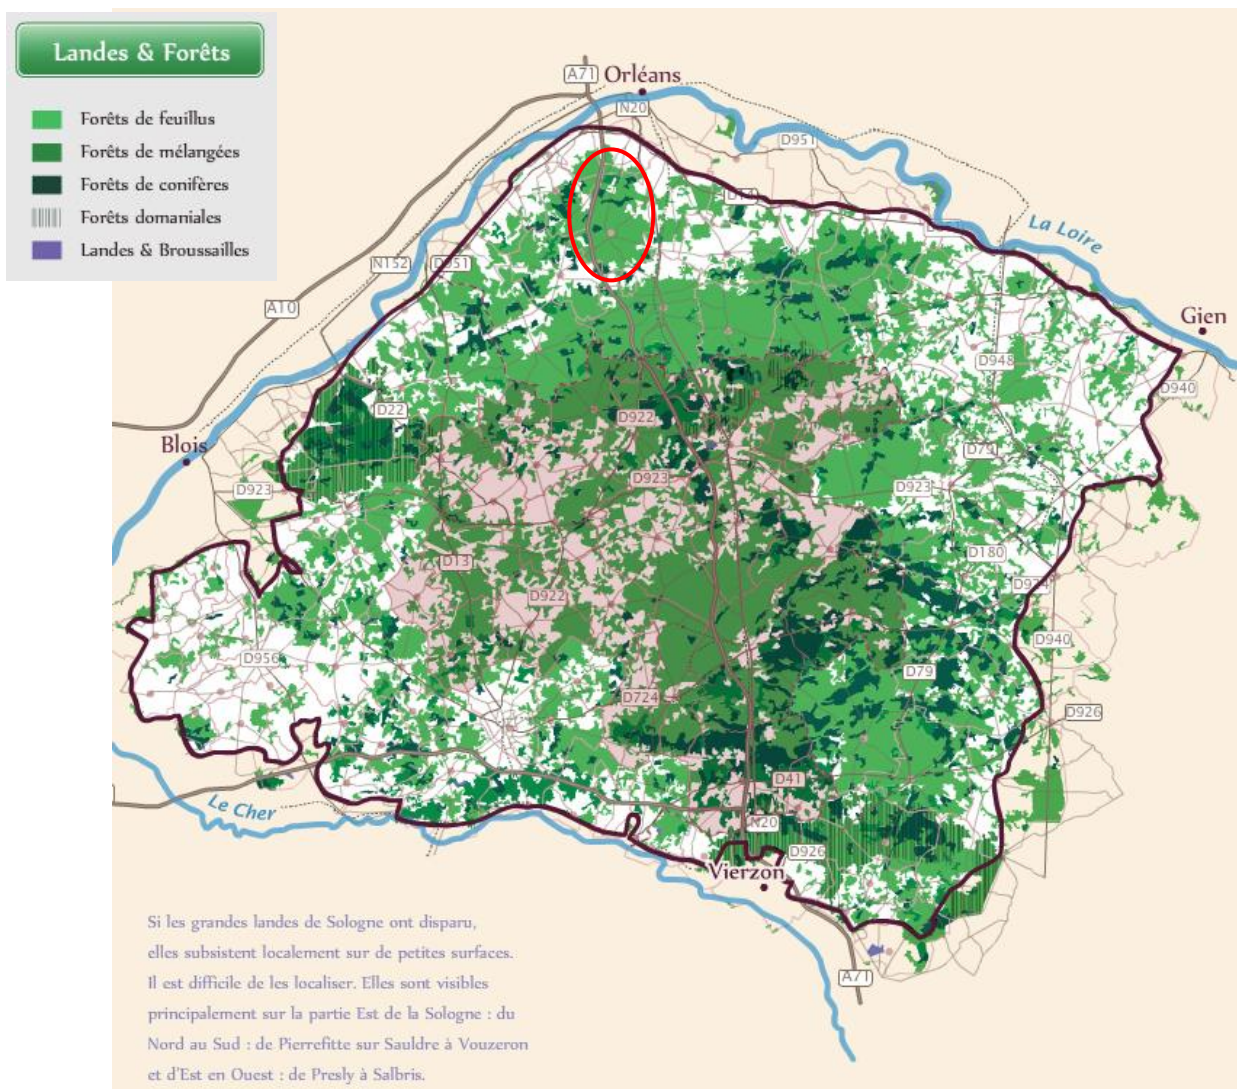 Landes & Forêts
Forêts de feuillus
Forêts de mélangées
Forêts de conifères
Forêts domaniales
Landes & Broussailles
A71
Orléans
N20
D951
D14
La Loire
N152
D951
A10
Gien
D948
D940
D22
D922
Blois
D79
D923
D923
D923
D180
D13
D922
D924
D940
D956
D79
D724
D926
D41
Le Cher
N20
D926
Vierzon
A71
Si les grandes landes de Sologne ont disparu,
elles subsistent localement sur de petites surfaces.
Il est difficile de les localiser. Elles sont visibles
principalement sur la partie Est de la Sologne : du
Nord au Sud : de Pierrefitte sur Sauldre à Vouzeron
et d'Est en Ouest : de Presly à Salbris.